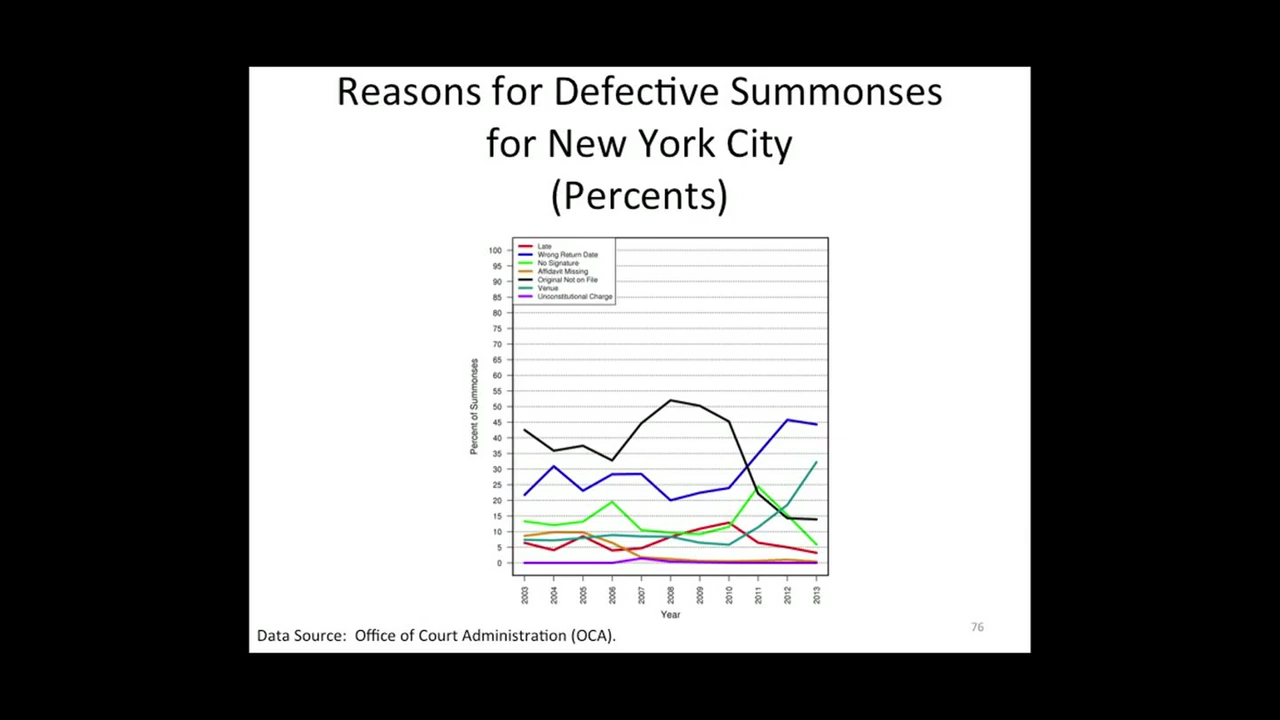 Reasons for Defective Summonses
for New York City
(Percents)
Late
Wrong Return Date
No Signature
Affidavit Missing
Original Not on File
Venue
Unconstitutional Charge
100
95
90
85
80
75
70
65
60
55
50
45
40
35
30
25
20
15
10
5
0
Percent of Summonses
2003
2004
2005
2006
2007
2008
2009
2010
2011
2012
2013
Year
Data Source: Office of Court Administration (OCA).
76